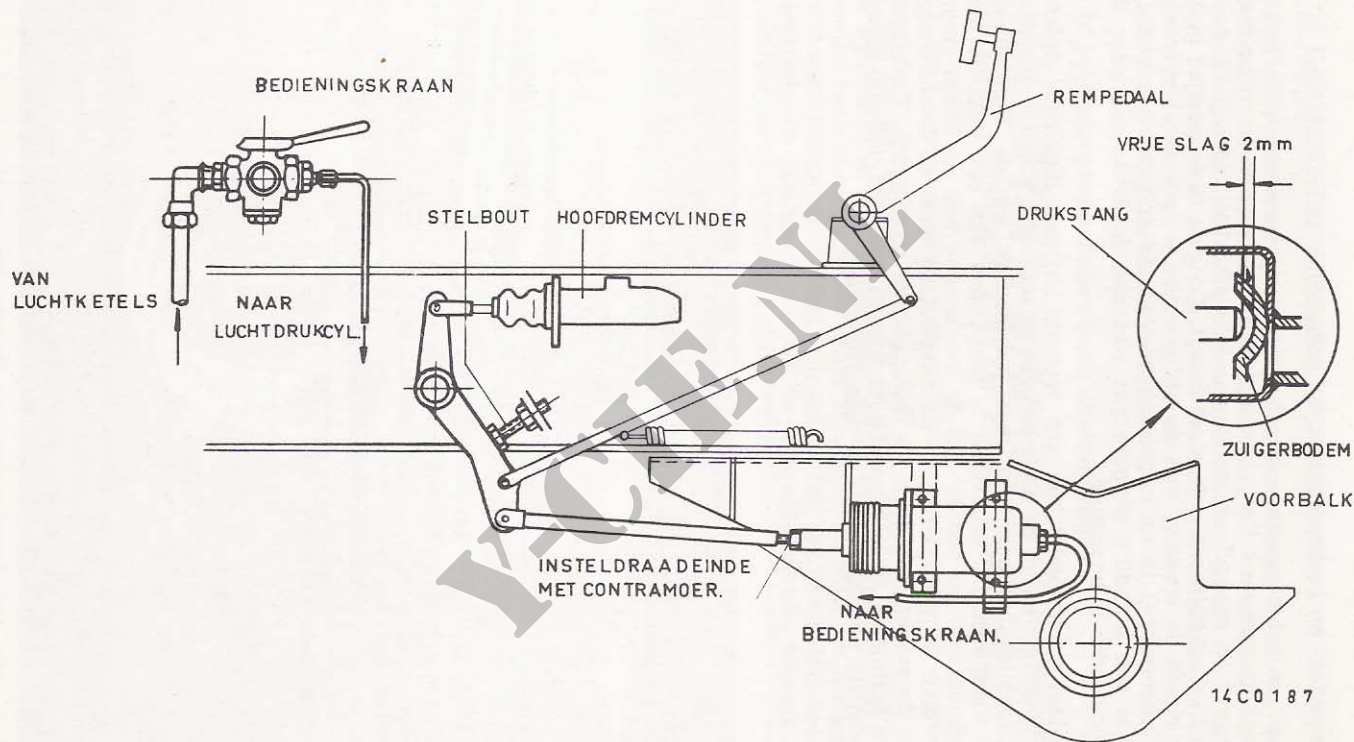 BEDIENINGSKRAAN
REMPEDAAL
VRIJE SLAG 2mm
DRUKSTANG
STELBOUT
HOOFDREMCYLINDER
VAN
LUCHTKETELS
NAAR
LUCHTDRUKCYL.
ZUIGERBODEM
VOORBALK
INSTELDRAADEINDE
MET CONTRAMOER.
NAAR
BEDIENINGSKRAAN.
14C0187
Y-CIE.NL